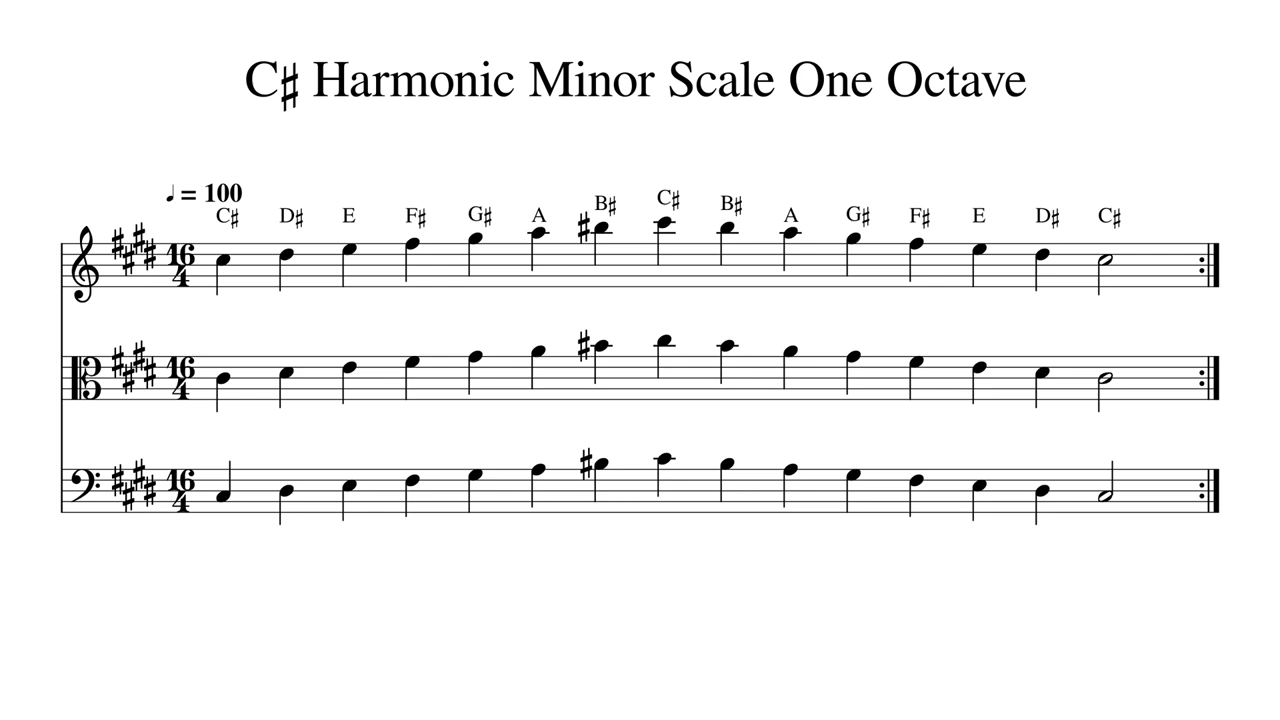 C♯ Harmonic Minor Scale One Octave
♩ = 100
C♯ D♯ E F♯ G♯ A B♯ C♯ B♯ A G♯ F♯ E D♯ C♯
16
4
16
4
16
4